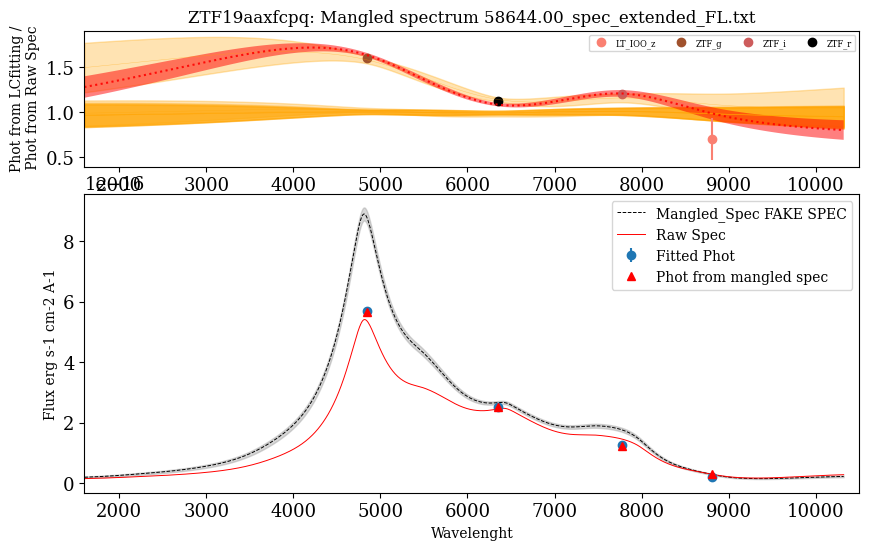 ZTF19aaxfcpq: Mangled spectrum 58644.00_spec_extended_FL.txt
Phot from LCfitting /
Phot from Raw Spec
1.5
1.0
0.5
LT_IOO_z
ZTF_g
ZTF_i
ZTF_r
2000 3000 4000 5000 6000 7000 8000 9000 10000
1e−16
Flux erg s-1 cm-2 A-1
8
6
4
2
0
Mangled_Spec FAKE SPEC
Raw Spec
Fitted Phot
Phot from mangled spec
2000 3000 4000 5000 6000 7000 8000 9000 10000
Wavelenght